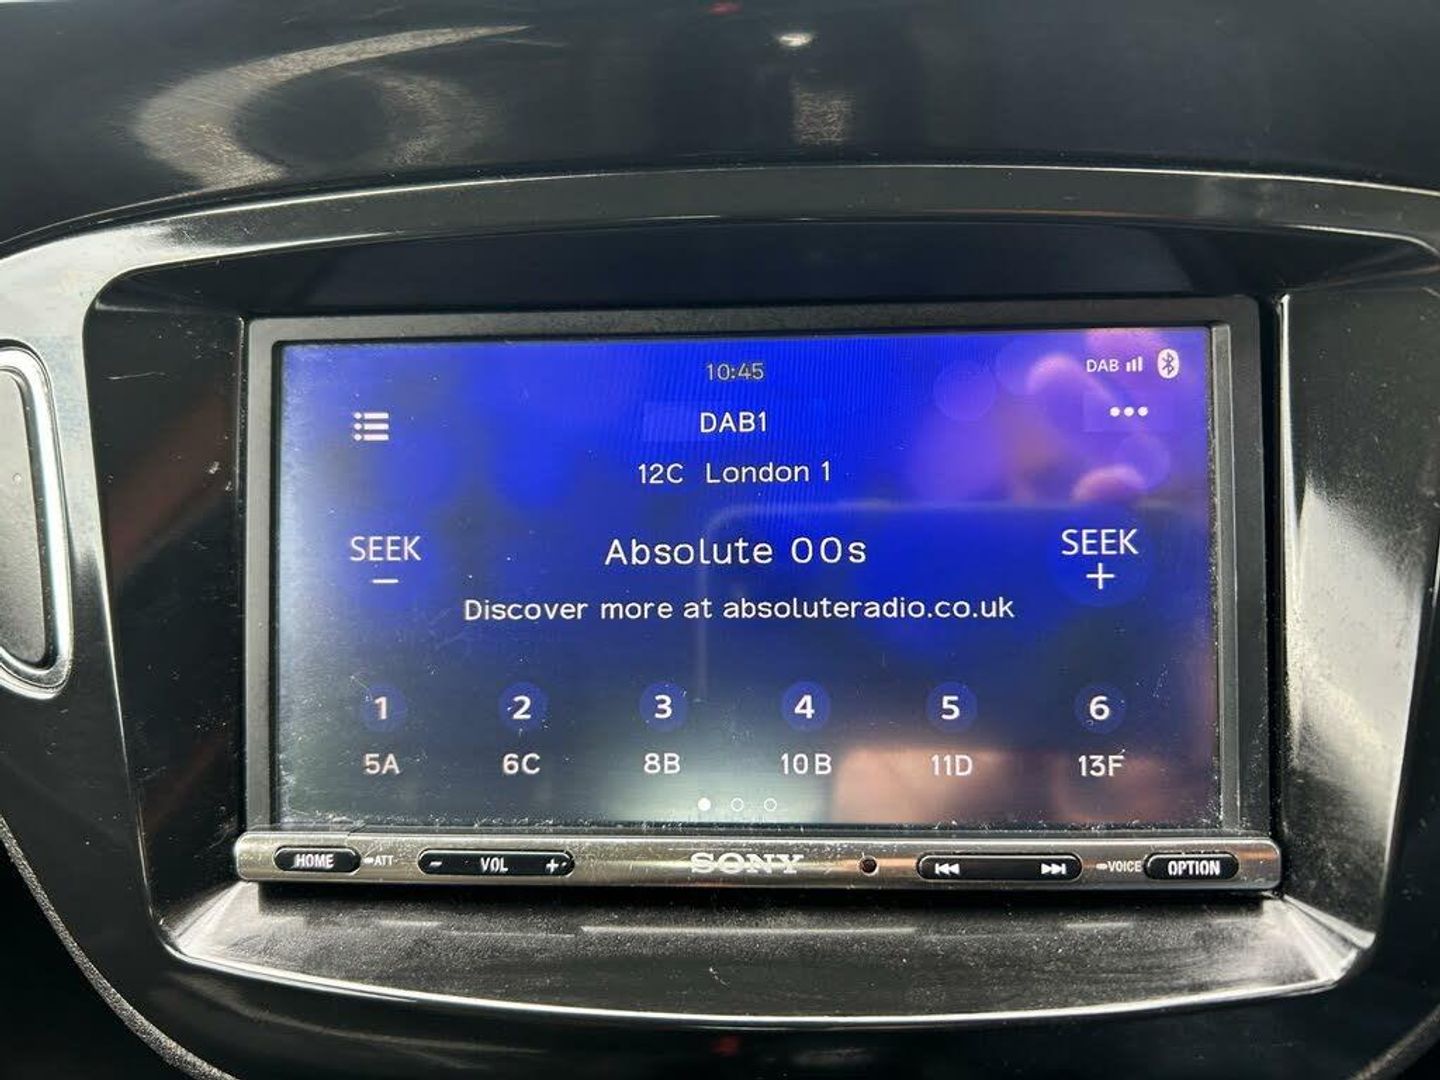 10:45
DAB
DAB1
12C London 1
SEEK
–
Absolute 00s
SEEK
+
Discover more at absoluteradio.co.uk
1 2 3 4 5 6
5A 6C 8B 10B 11D 13F
HOME ATT - VOL + SONY VOICE OPTION